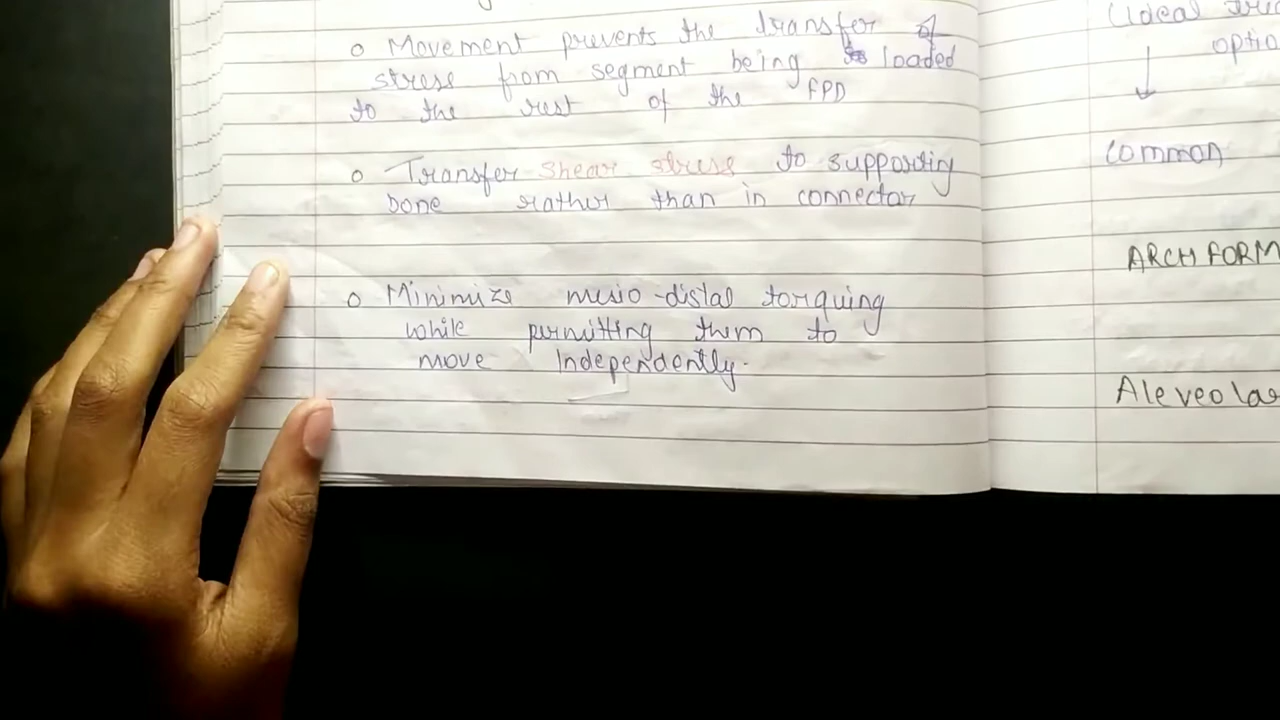 o Movement prevents the transfer of
stress from segment being loaded
to the rest of the FPD
o Transfer shear stress to supporting
bone rather than in connector
o Minimize mesio-distal torquing
while permitting them to
move Independently.
(Ideal
optio
common
ARCH FORM
Aleveola